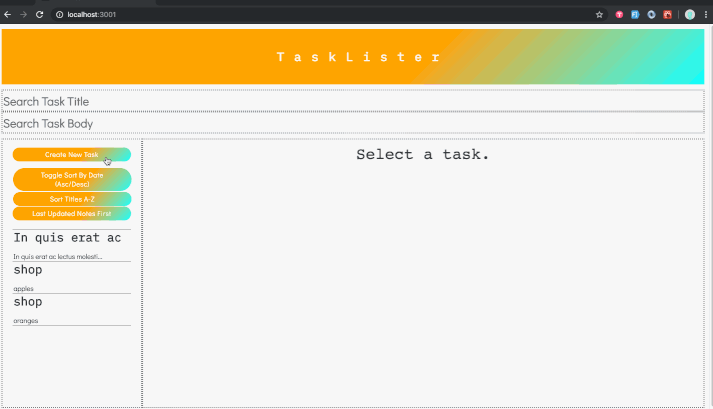 localhost:3001
TaskLister
Search Task Title
Search Task Body
Create New Task
Toggle Sort By Date
(Asc/Desc)
Sort Titles A-Z
Last Updated Notes First
In quis erat ac
In quis erat ac lectus molesti...
shop
apples
shop
oranges
Select a task.